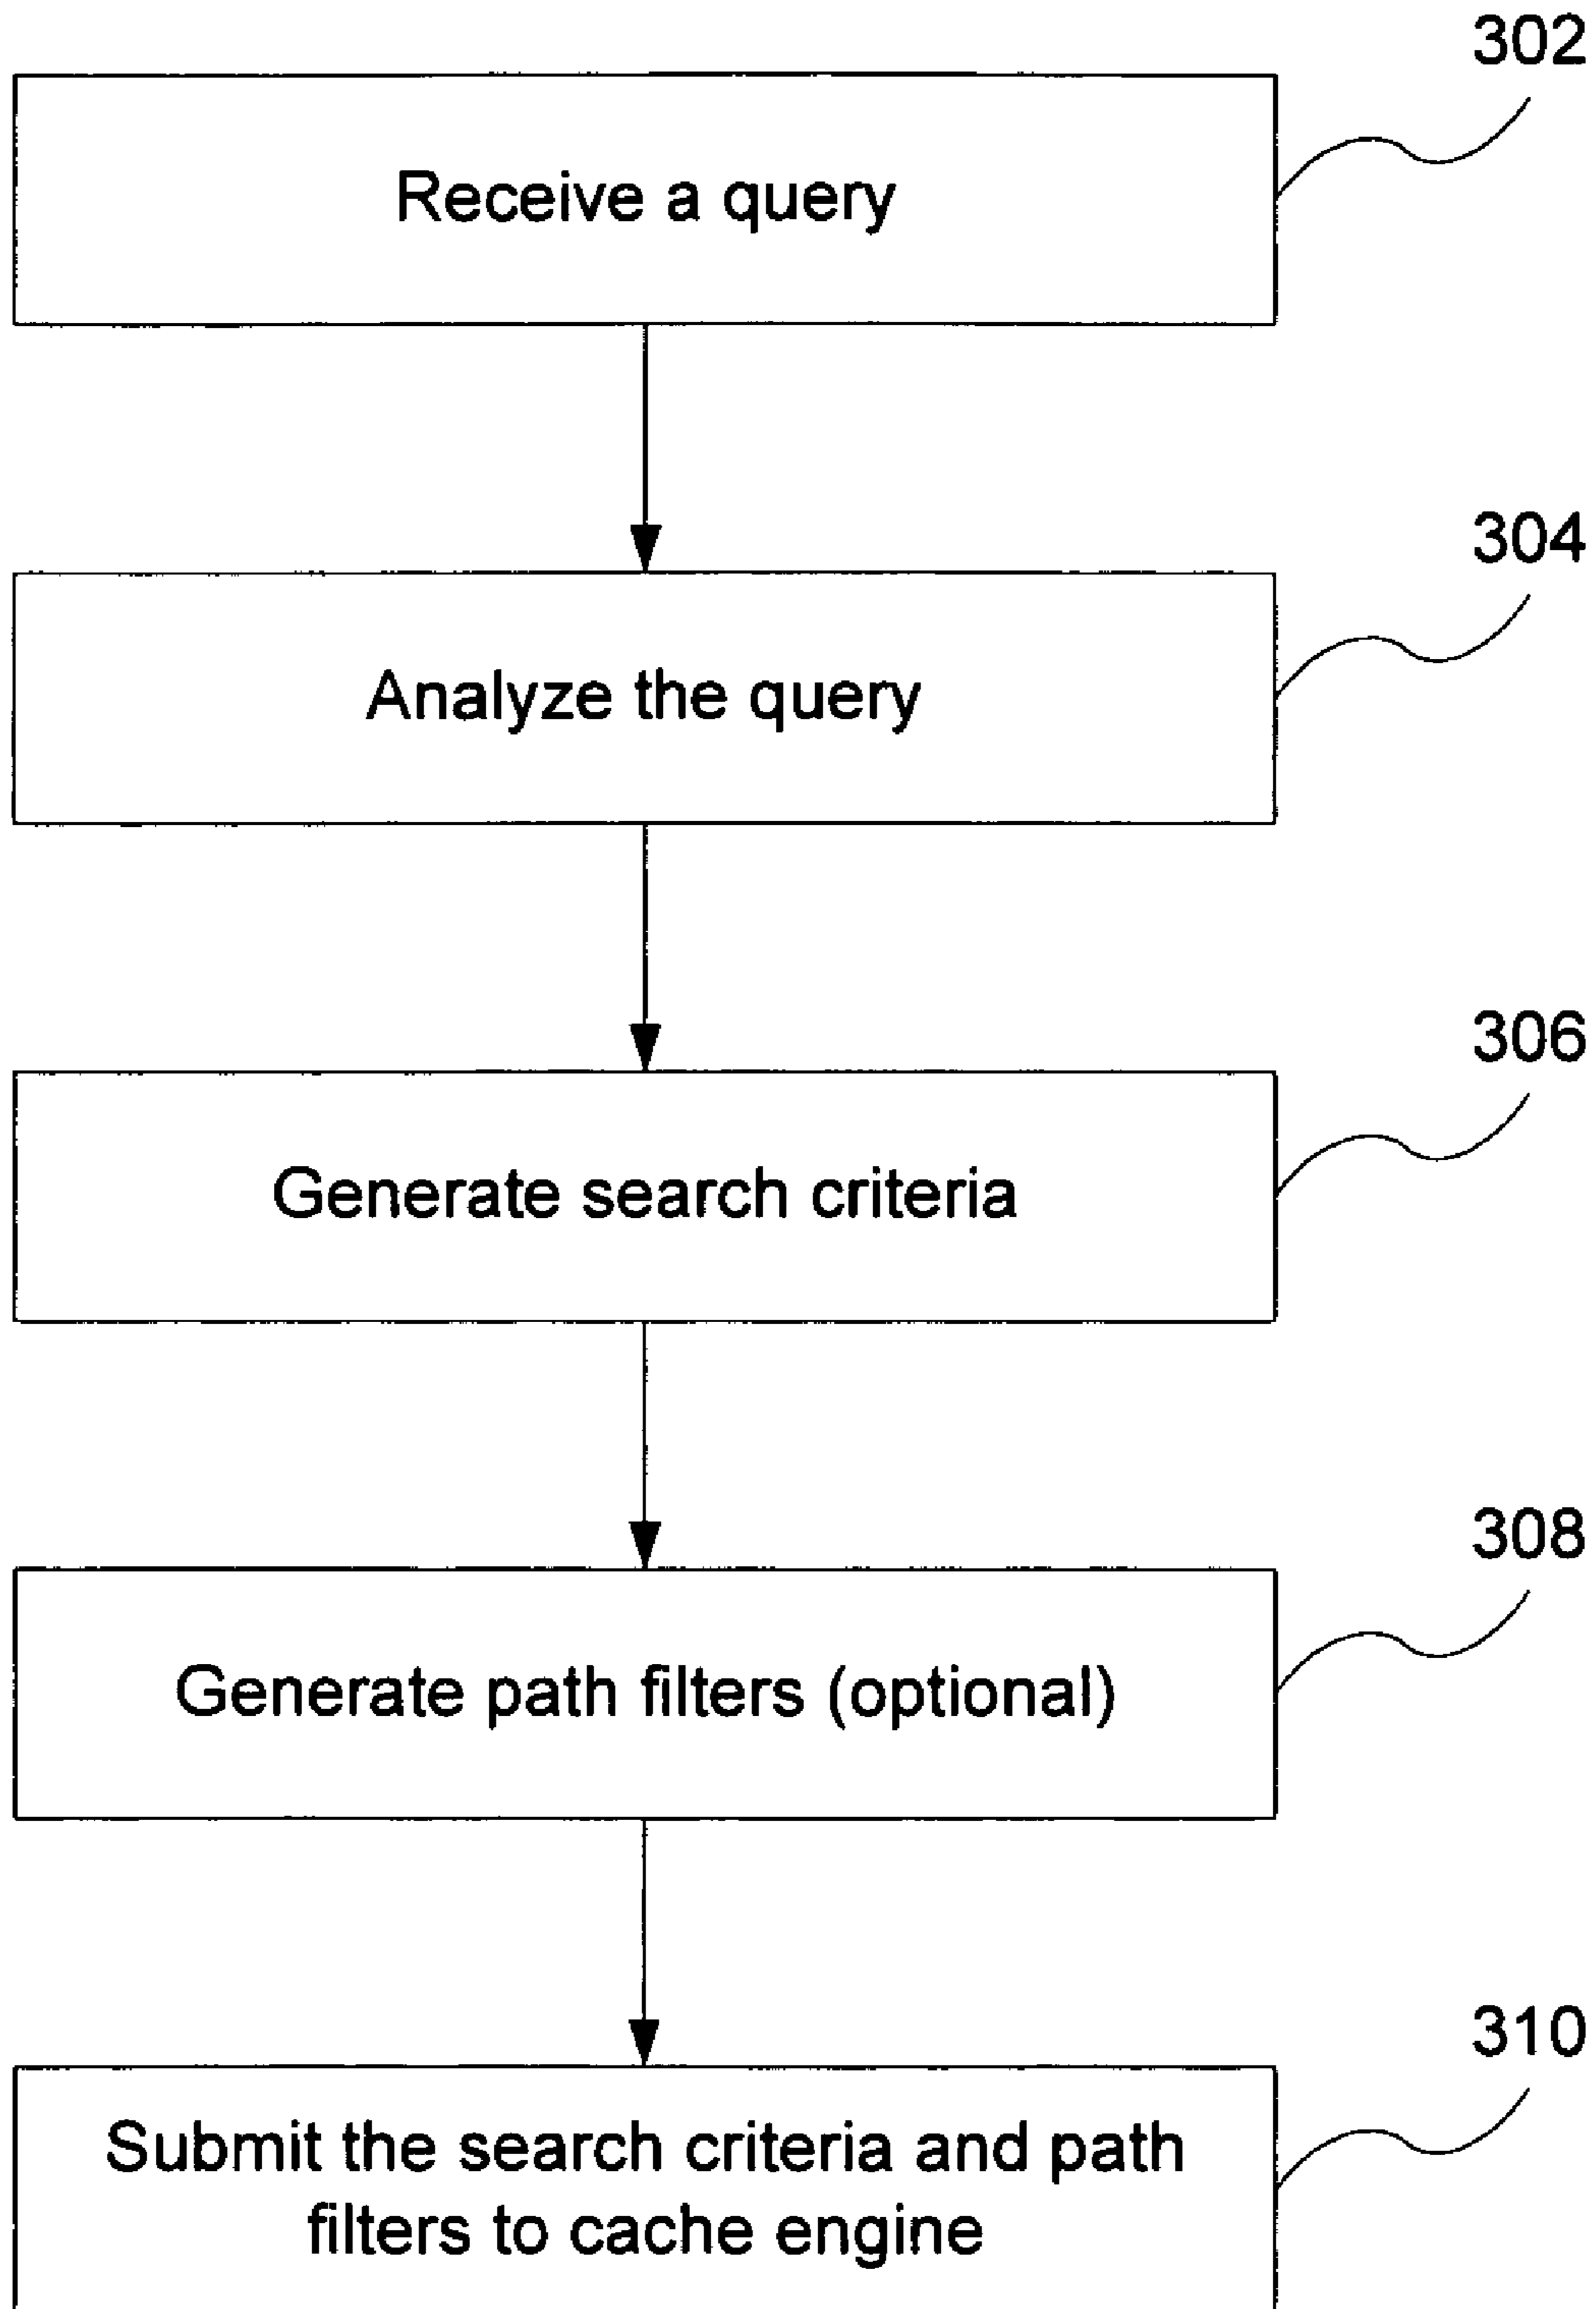 302
Receive a query
304
Analyze the query
306
Generate search criteria
308
Generate path filters (optional)
310
Submit the search criteria and path
filters to cache engine